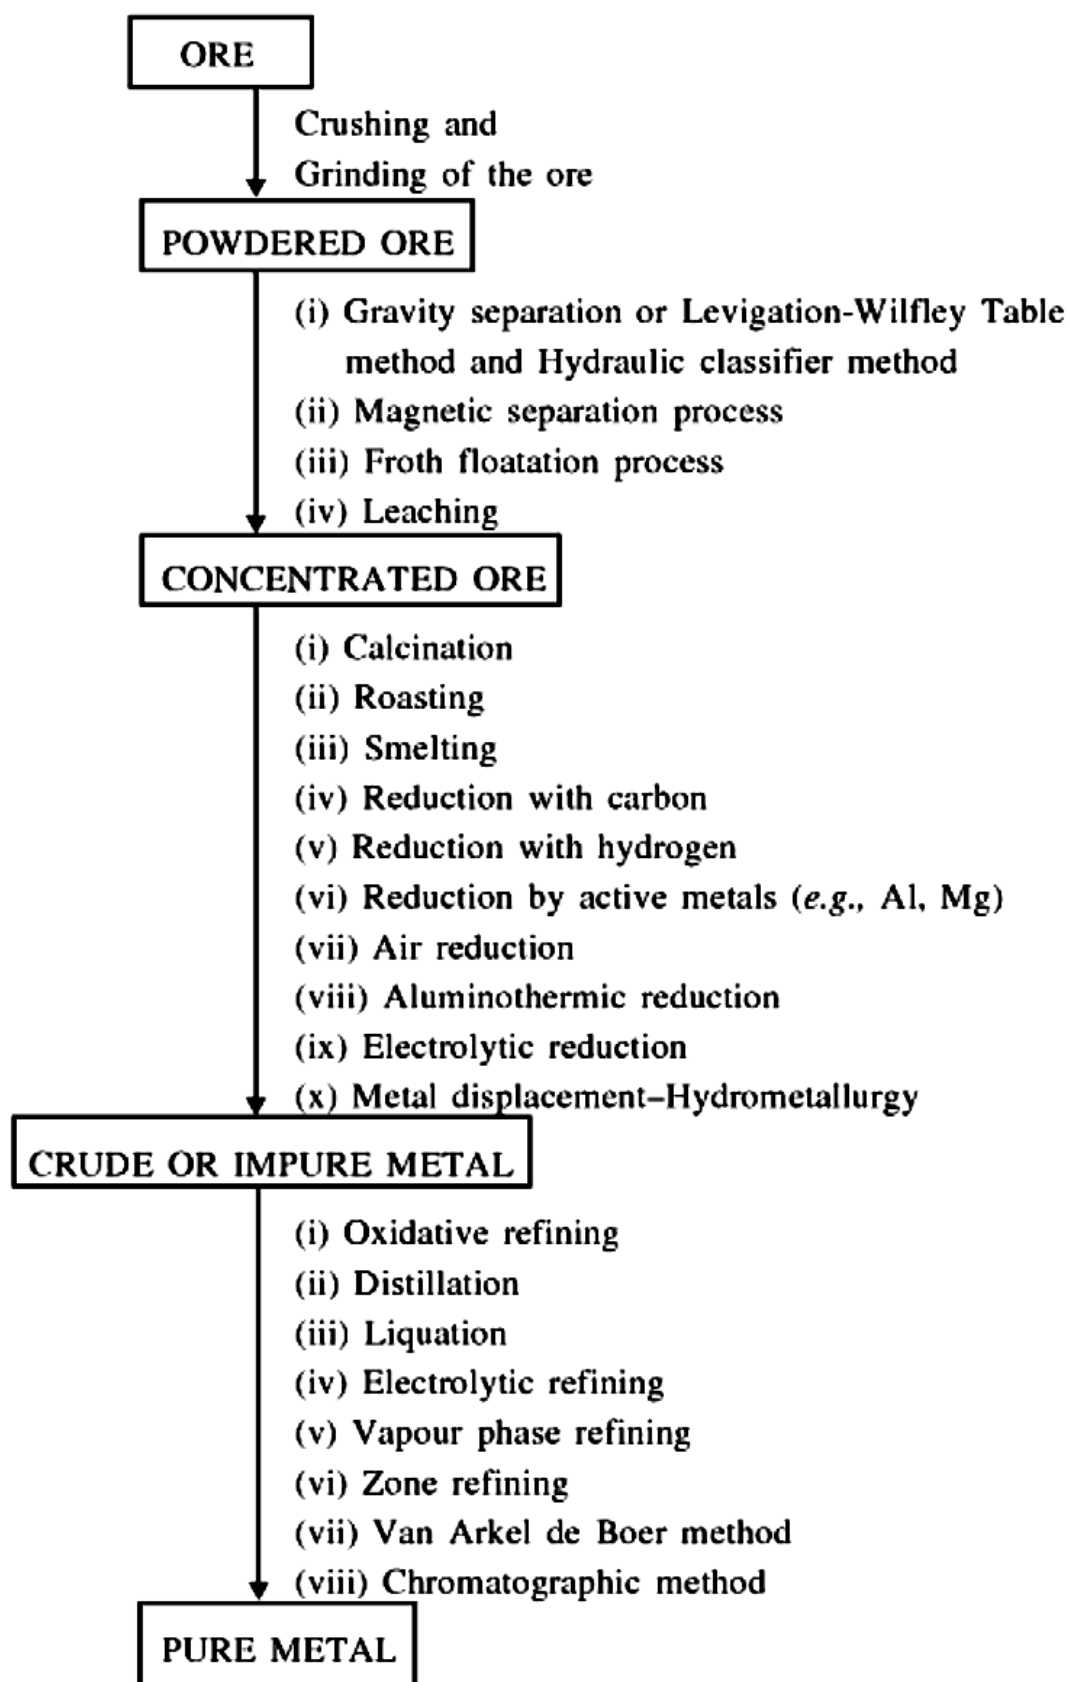 ORE
Crushing and
Grinding of the ore
POWDERED ORE
(i) Gravity separation or Levigation-Wilfley Table
method and Hydraulic classifier method
(ii) Magnetic separation process
(iii) Froth floatation process
(iv) Leaching
CONCENTRATED ORE
(i) Calcination
(ii) Roasting
(iii) Smelting
(iv) Reduction with carbon
(v) Reduction with hydrogen
(vi) Reduction by active metals (e.g., Al, Mg)
(vii) Air reduction
(viii) Aluminothermic reduction
(ix) Electrolytic reduction
(x) Metal displacement–Hydrometallurgy
CRUDE OR IMPURE METAL
(i) Oxidative refining
(ii) Distillation
(iii) Liquation
(iv) Electrolytic refining
(v) Vapour phase refining
(vi) Zone refining
(vii) Van Arkel de Boer method
(viii) Chromatographic method
PURE METAL